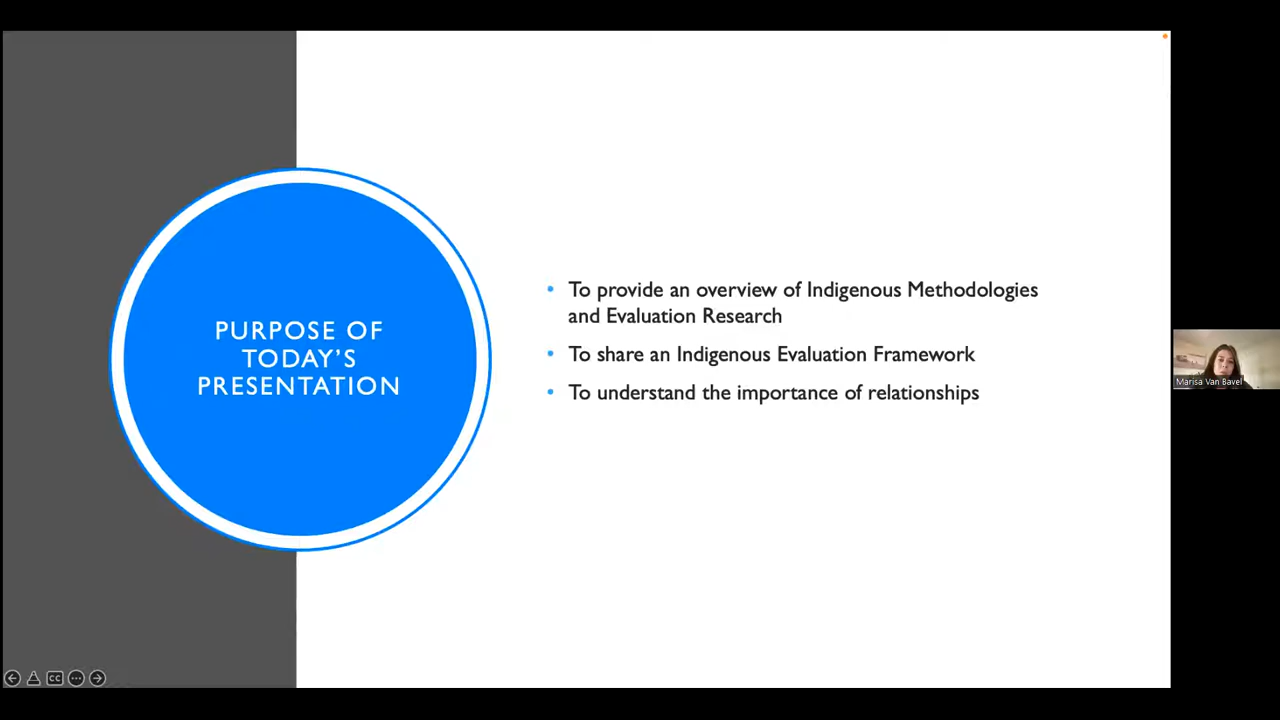 PURPOSE OF
TODAY'S
PRESENTATION
• To provide an overview of Indigenous Methodologies
and Evaluation Research
• To share an Indigenous Evaluation Framework
• To understand the importance of relationships
Marisa Van Bavel
CC